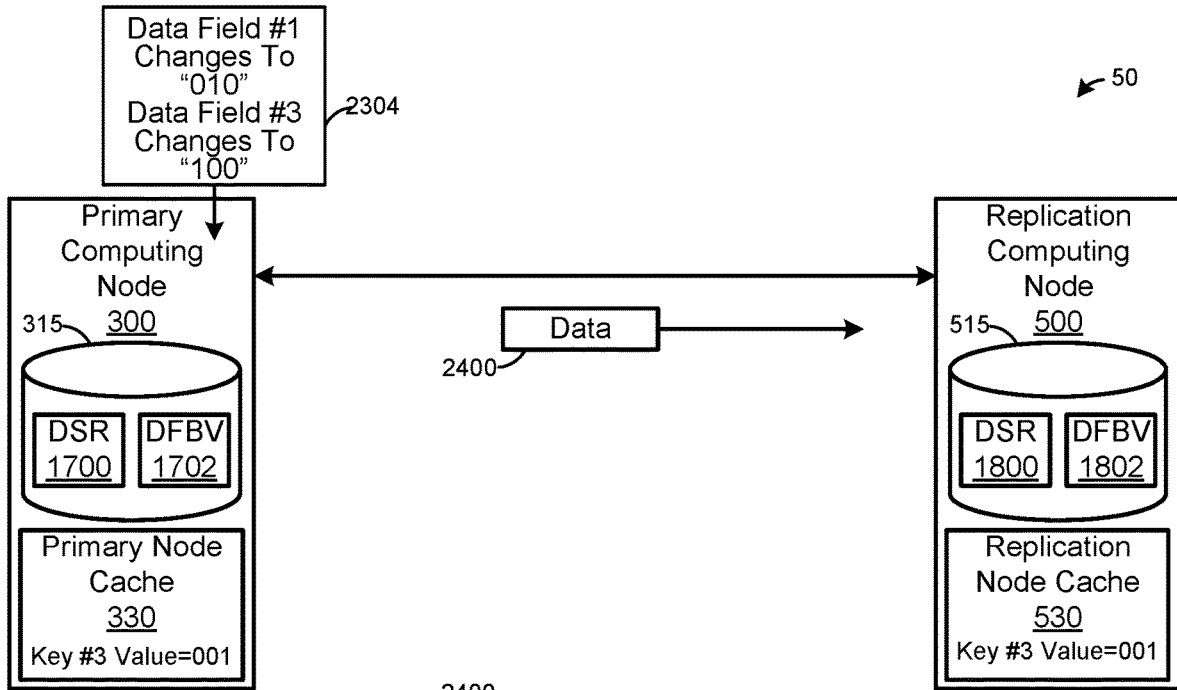 Data Field #1
Changes To
“010”
Data Field #3
Changes To
“100”
2304
50
Primary
Computing
Node
300
315
DSR
1700
DFBV
1702
Primary Node
Cache
330
Key #3 Value=001
Data
2400
Replication
Computing
Node
500
515
DSR
1800
DFBV
1802
Replication
Node Cache
530
Key #3 Value=001